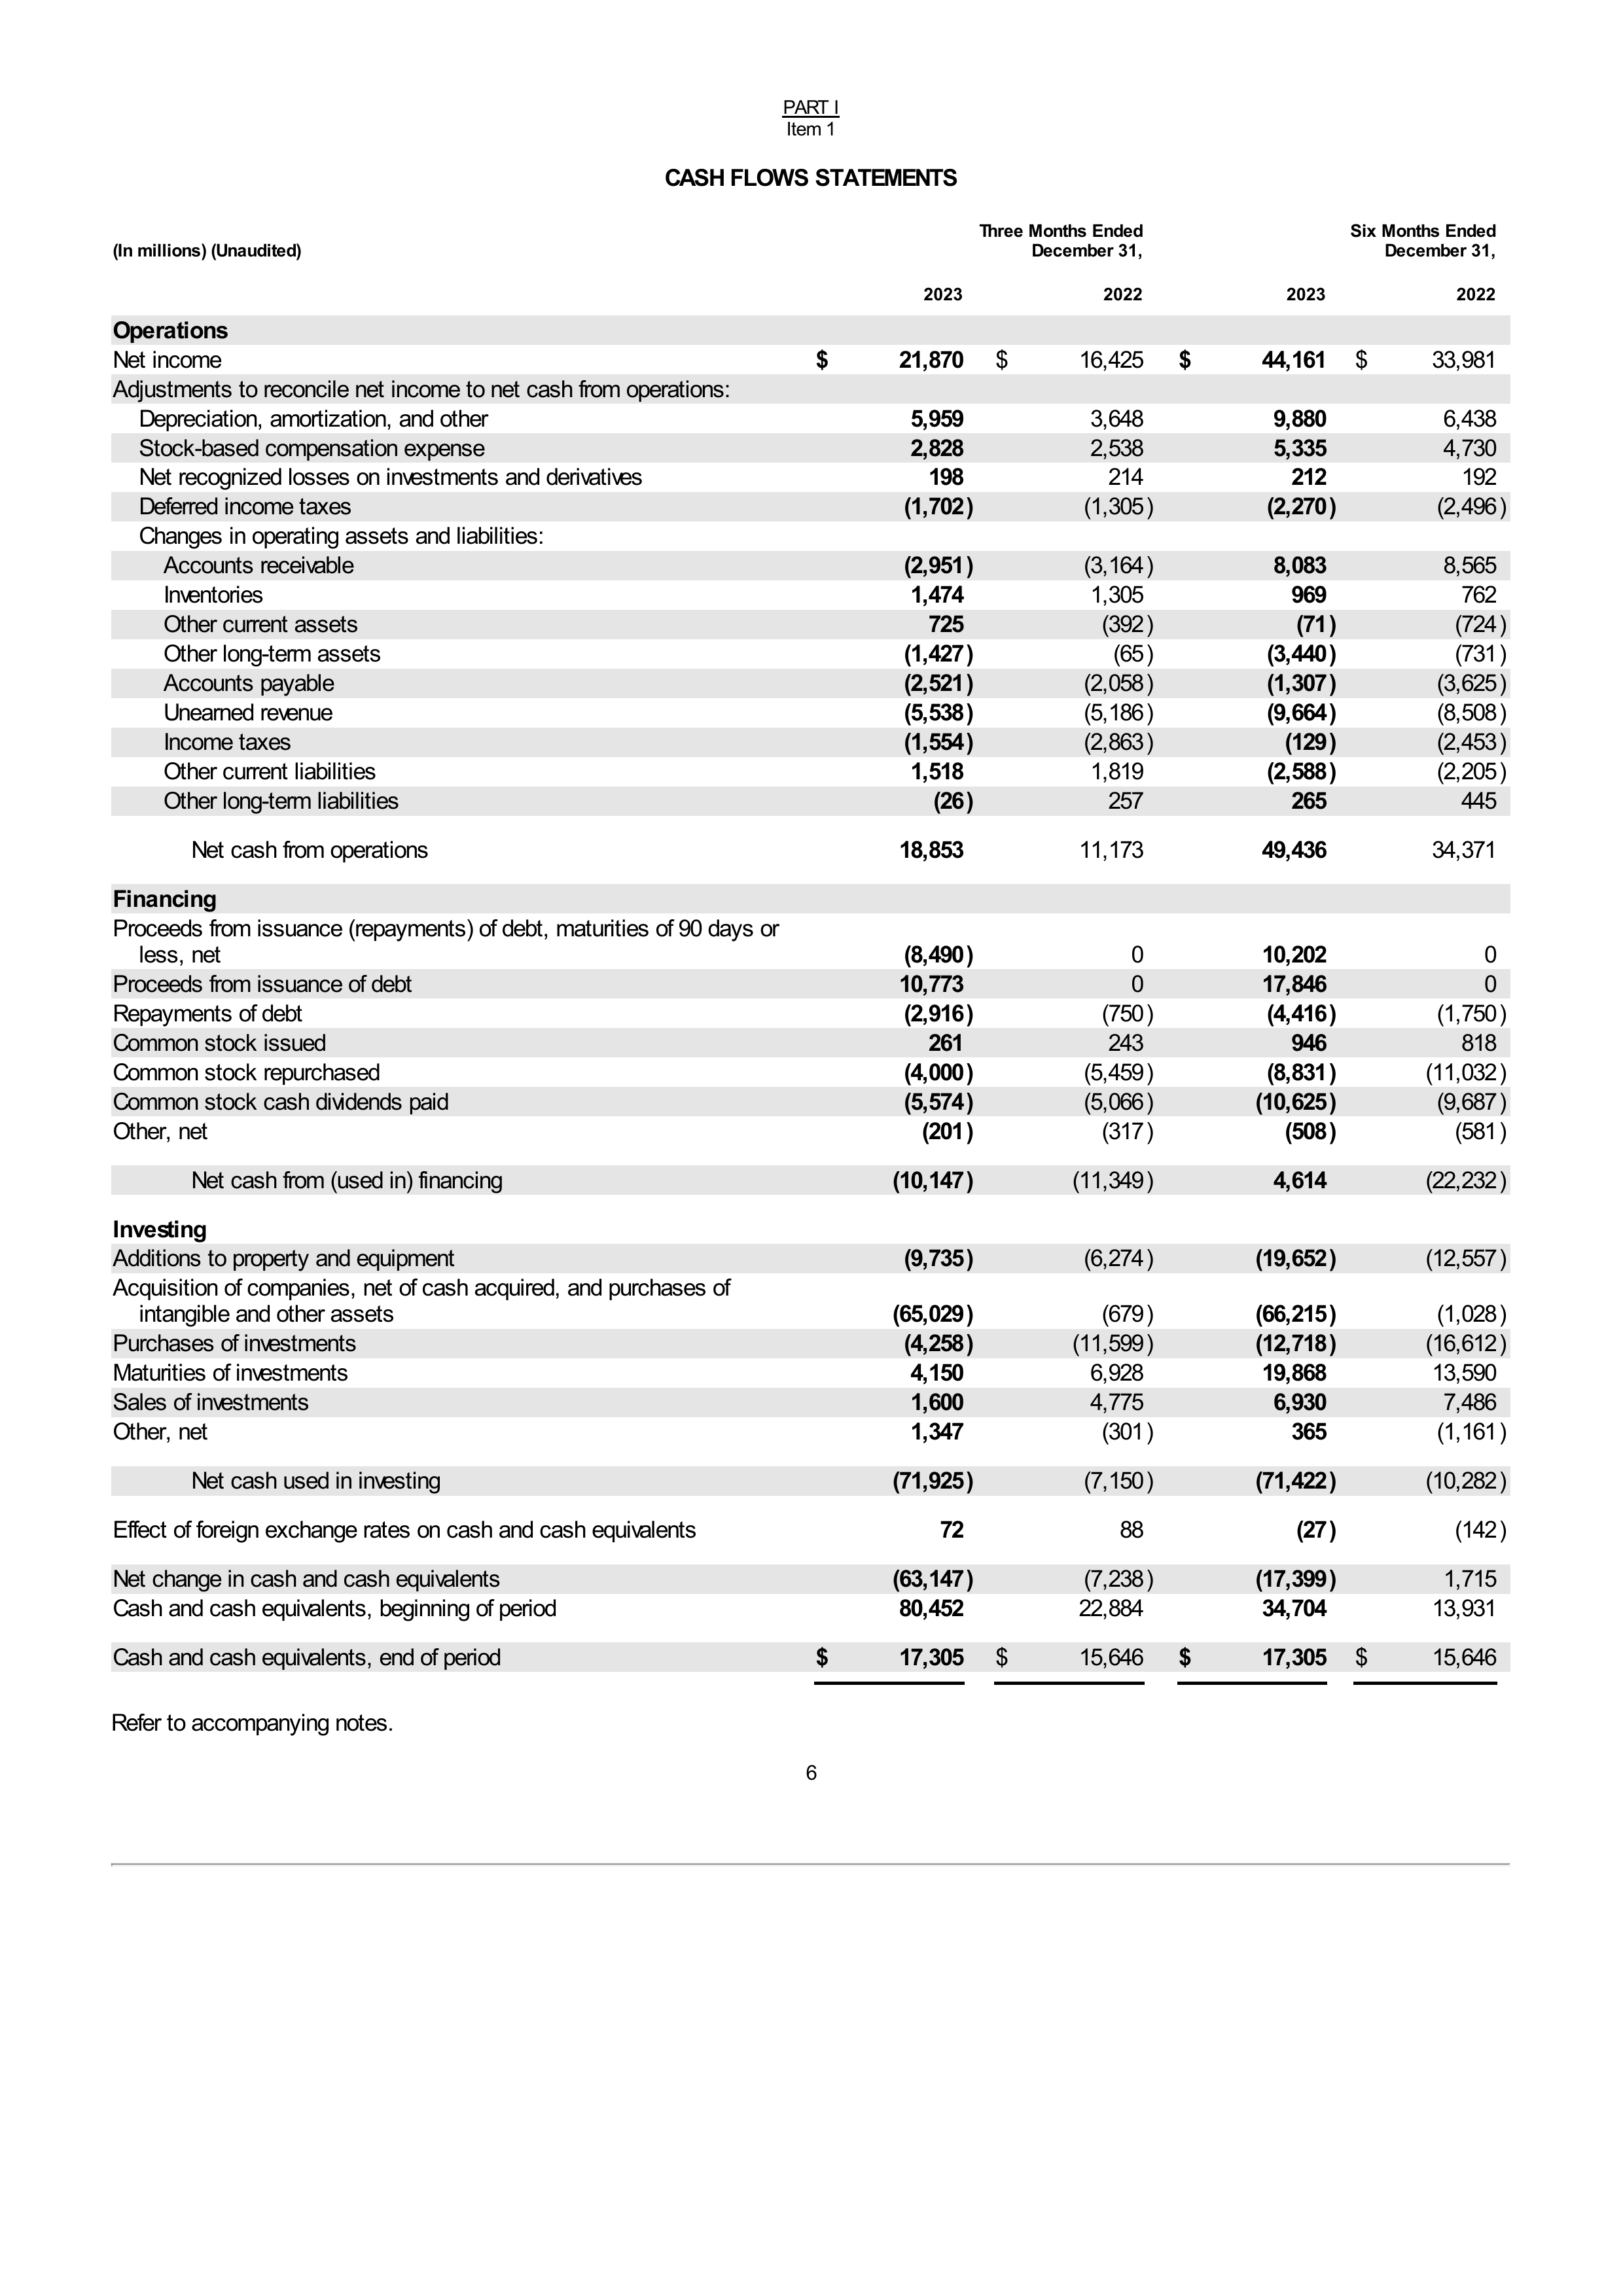 PART I
Item 1
CASH FLOWS STATEMENTS
Three Months Ended Six Months Ended
(In millions) (Unaudited) December 31, December 31,
2023 2022 2023 2022
Operations
Net income $ 21,870 $ 16,425 $ 44,161 $ 33,981
Adjustments to reconcile net income to net cash from operations:
Depreciation, amortization, and other 5,959 3,648 9,880 6,438
Stock-based compensation expense 2,828 2,538 5,335 4,730
Net recognized losses on investments and derivatives 198 214 212 192
Deferred income taxes (1,702) (1,305) (2,270) (2,496)
Changes in operating assets and liabilities:
Accounts receivable (2,951) (3,164) 8,083 8,565
Inventories 1,474 1,305 969 762
Other current assets 725 (392) (71) (724)
Other long-term assets (1,427) (65) (3,440) (731)
Accounts payable (2,521) (2,058) (1,307) (3,625)
Unearned revenue (5,538) (5,186) (9,664) (8,508)
Income taxes (1,554) (2,863) (129) (2,453)
Other current liabilities 1,518 1,819 (2,588) (2,205)
Other long-term liabilities (26) 257 265 445
Net cash from operations 18,853 11,173 49,436 34,371
Financing
Proceeds from issuance (repayments) of debt, maturities of 90 days or
less, net (8,490) 0 10,202 0
Proceeds from issuance of debt 10,773 0 17,846 0
Repayments of debt (2,916) (750) (4,416) (1,750)
Common stock issued 261 243 946 818
Common stock repurchased (4,000) (5,459) (8,831) (11,032)
Common stock cash dividends paid (5,574) (5,066) (10,625) (9,687)
Other, net (201) (317) (508) (581)
Net cash from (used in) financing (10,147) (11,349) 4,614 (22,232)
Investing
Additions to property and equipment (9,735) (6,274) (19,652) (12,557)
Acquisition of companies, net of cash acquired, and purchases of
intangible and other assets (65,029) (679) (66,215) (1,028)
Purchases of investments (4,258) (11,599) (12,718) (16,612)
Maturities of investments 4,150 6,928 19,868 13,590
Sales of investments 1,600 4,775 6,930 7,486
Other, net 1,347 (301) 365 (1,161)
Net cash used in investing (71,925) (7,150) (71,422) (10,282)
Effect of foreign exchange rates on cash and cash equivalents 72 88 (27) (142)
Net change in cash and cash equivalents (63,147) (7,238) (17,399) 1,715
Cash and cash equivalents, beginning of period 80,452 22,884 34,704 13,931
Cash and cash equivalents, end of period $ 17,305 $ 15,646 $ 17,305 $ 15,646
Refer to accompanying notes.
6